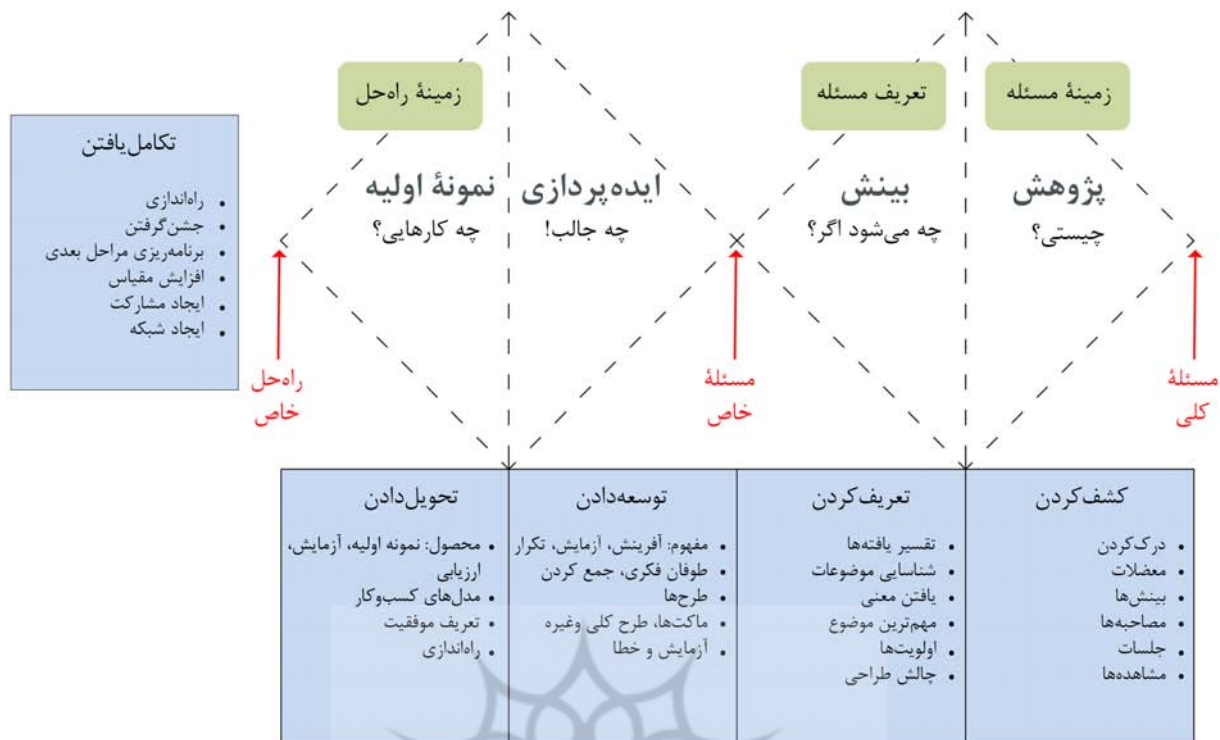 زمینهٔ مسئله
تعریف مسئله
زمینهٔ راه‌حل
پژوهش
چیستی؟
بینش
چه می‌شود اگر؟
ایده‌پردازی
چه جالب!
نمونهٔ اولیه
چه کارهایی؟
مسئلهٔ
کلی
مسئلهٔ
خاص
راه‌حل
خاص
کشف‌کردن
• درک‌کردن
• معضلات
• بینش‌ها
• مصاحبه‌ها
• جلسات
• مشاهده‌ها
تعریف‌کردن
• تقسیر یافته‌ها
• شناسایی موضوعات
• یافتن معنی
• مهم‌ترین موضوع
• اولویت‌ها
• چالش طراحی
توسعه‌دادن
• مفهوم: آفرینش، آزمایش، تکرار
• طوفان فکری، جمع کردن
• طرح‌ها
• ماکت‌ها، طرح کلی وغیره
• آزمایش و خطا
تحویل‌دادن
• محصول: نمونه اولیه، آزمایش،
ارزیابی
• مدل‌های کسب‌وکار
• تعریف موفقیت
• راه‌اندازی
تکامل‌یافتن
• راه‌اندازی
• جشن‌گرفتن
• برنامه‌ریزی مراحل بعدی
• افزایش مقیاس
• ایجاد مشارکت
• ایجاد شبکه